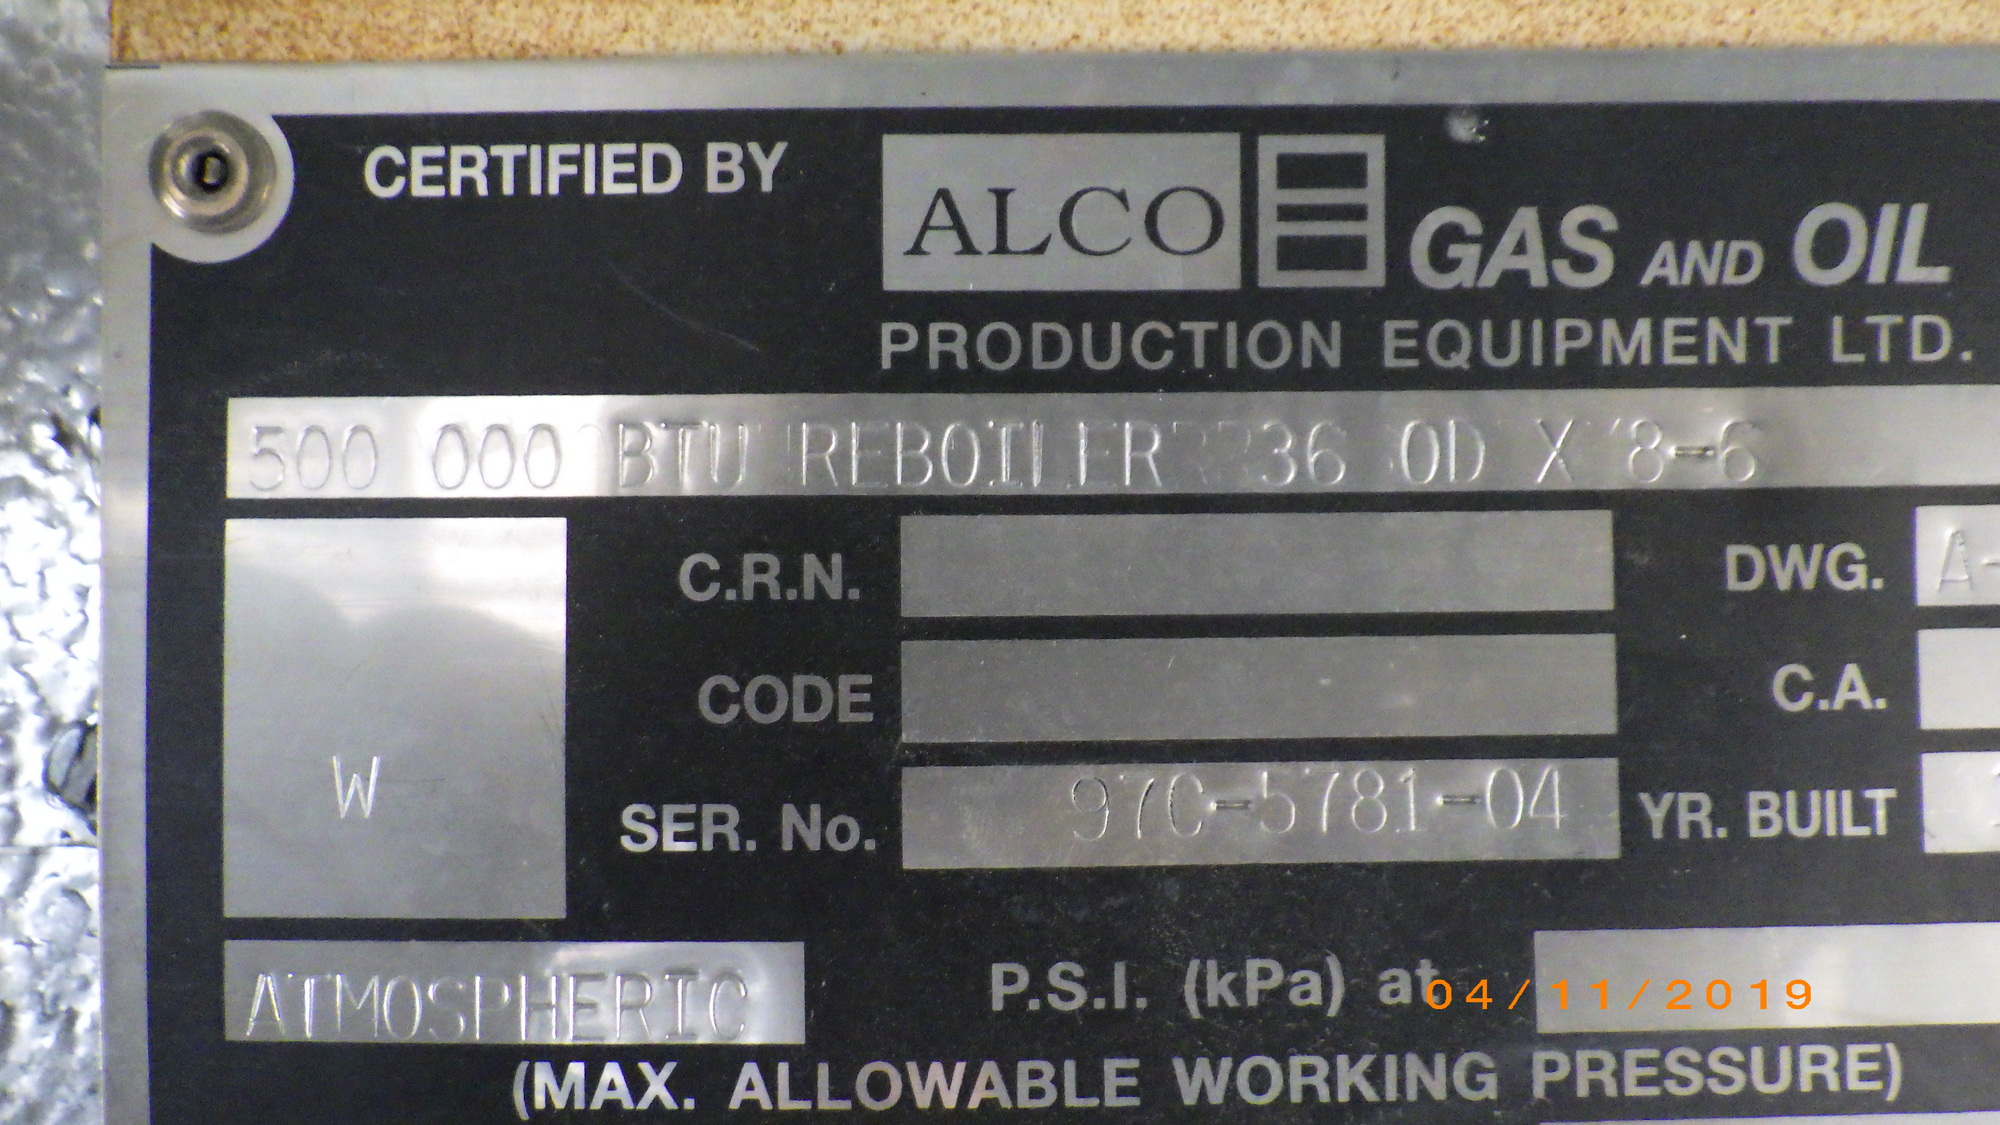 CERTIFIED BY ALCO GAS AND OIL
PRODUCTION EQUIPMENT LTD.
500 000 BTU REBOILER 36 OD X 8-6
C.R.N. DWG. A-
CODE C.A.
W
SER. No. 97C-5781-04 YR. BUILT
ATMOSPHERIC P.S.I. (kPa) at
04/11/2019
(MAX. ALLOWABLE WORKING PRESSURE)